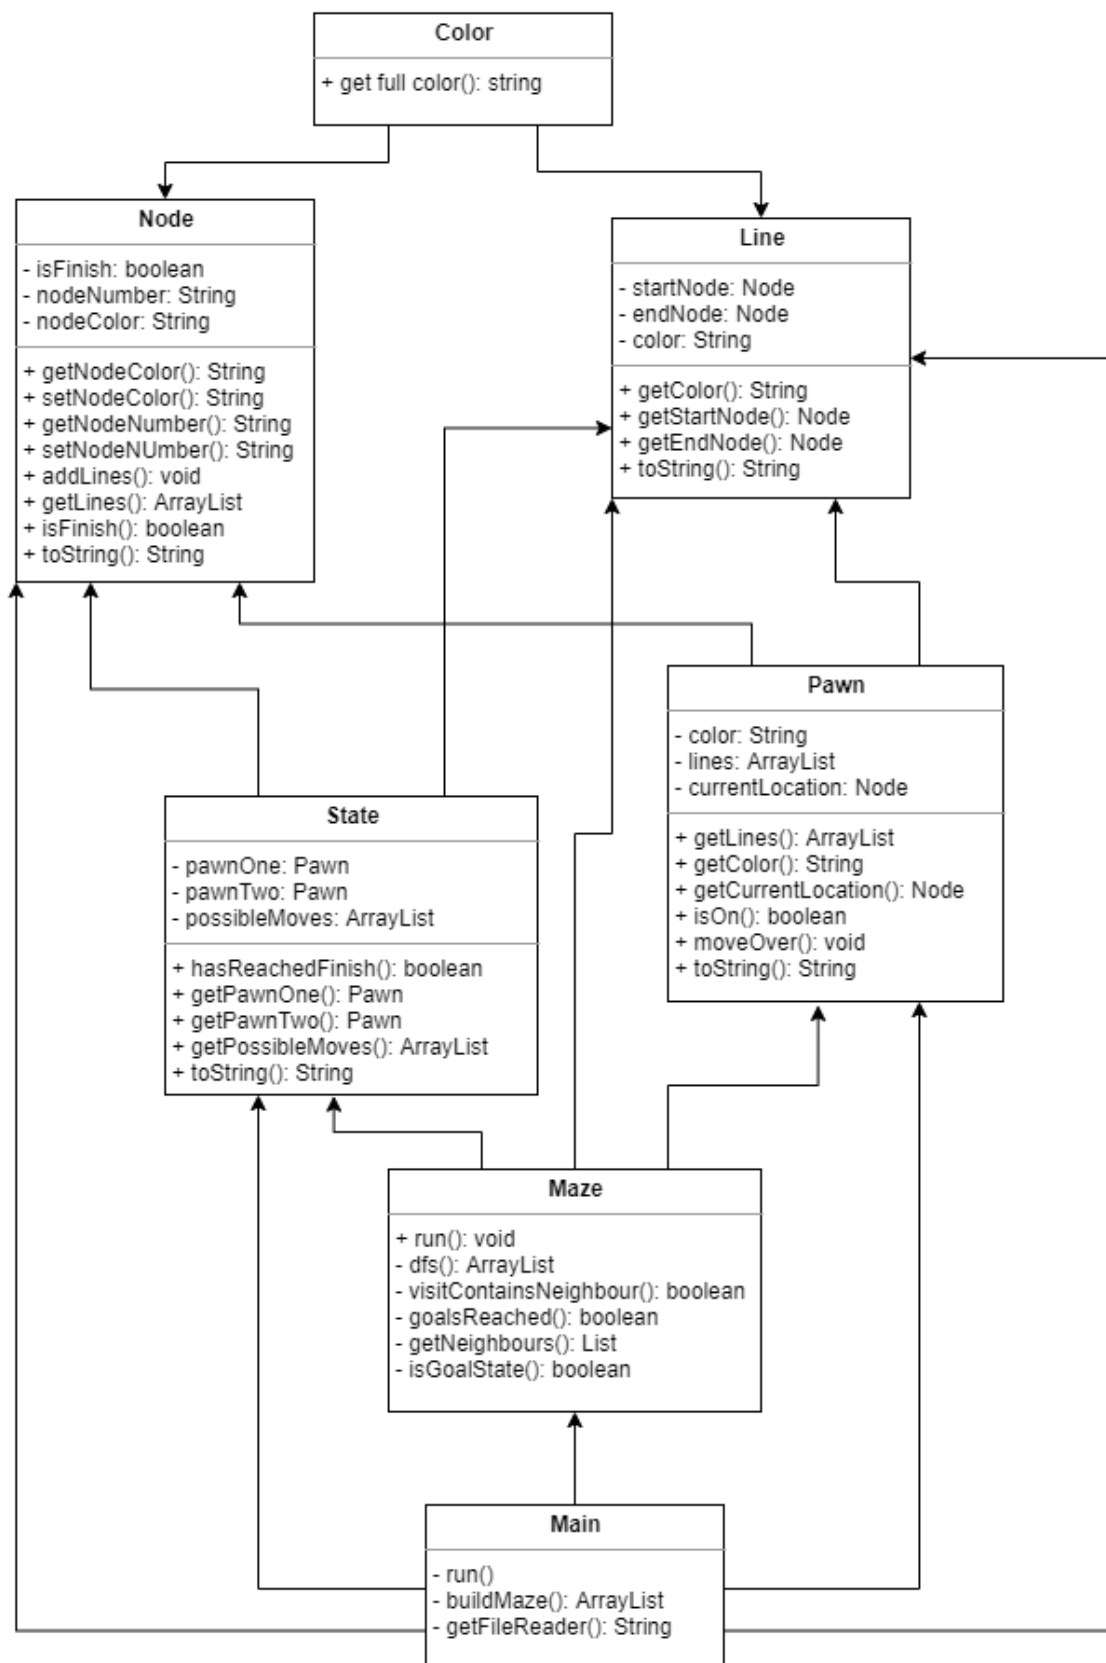 Color
+ get full color(): string
Node
- isFinish: boolean
- nodeNumber: String
- nodeColor: String
+ getNodeColor(): String
+ setNodeColor(): String
+ getNodeNumber(): String
+ setNodeNUmber(): String
+ addLines(): void
+ getLines(): ArrayList
+ isFinish(): boolean
+ toString(): String
Line
- startNode: Node
- endNode: Node
- color: String
+ getColor(): String
+ getStartNode(): Node
+ getEndNode(): Node
+ toString(): String
Pawn
- color: String
- lines: ArrayList
- currentLocation: Node
+ getLines(): ArrayList
+ getColor(): String
+ getCurrentLocation(): Node
+ isOn(): boolean
+ moveOver(): void
+ toString(): String
State
- pawnOne: Pawn
- pawnTwo: Pawn
- possibleMoves: ArrayList
+ hasReachedFinish(): boolean
+ getPawnOne(): Pawn
+ getPawnTwo(): Pawn
+ getPossibleMoves(): ArrayList
+ toString(): String
Maze
+ run(): void
- dfs(): ArrayList
- visitContainsNeighbour(): boolean
- goalsReached(): boolean
- getNeighbours(): List
- isGoalState(): boolean
Main
- run()
- buildMaze(): ArrayList
- getFileReader(): String